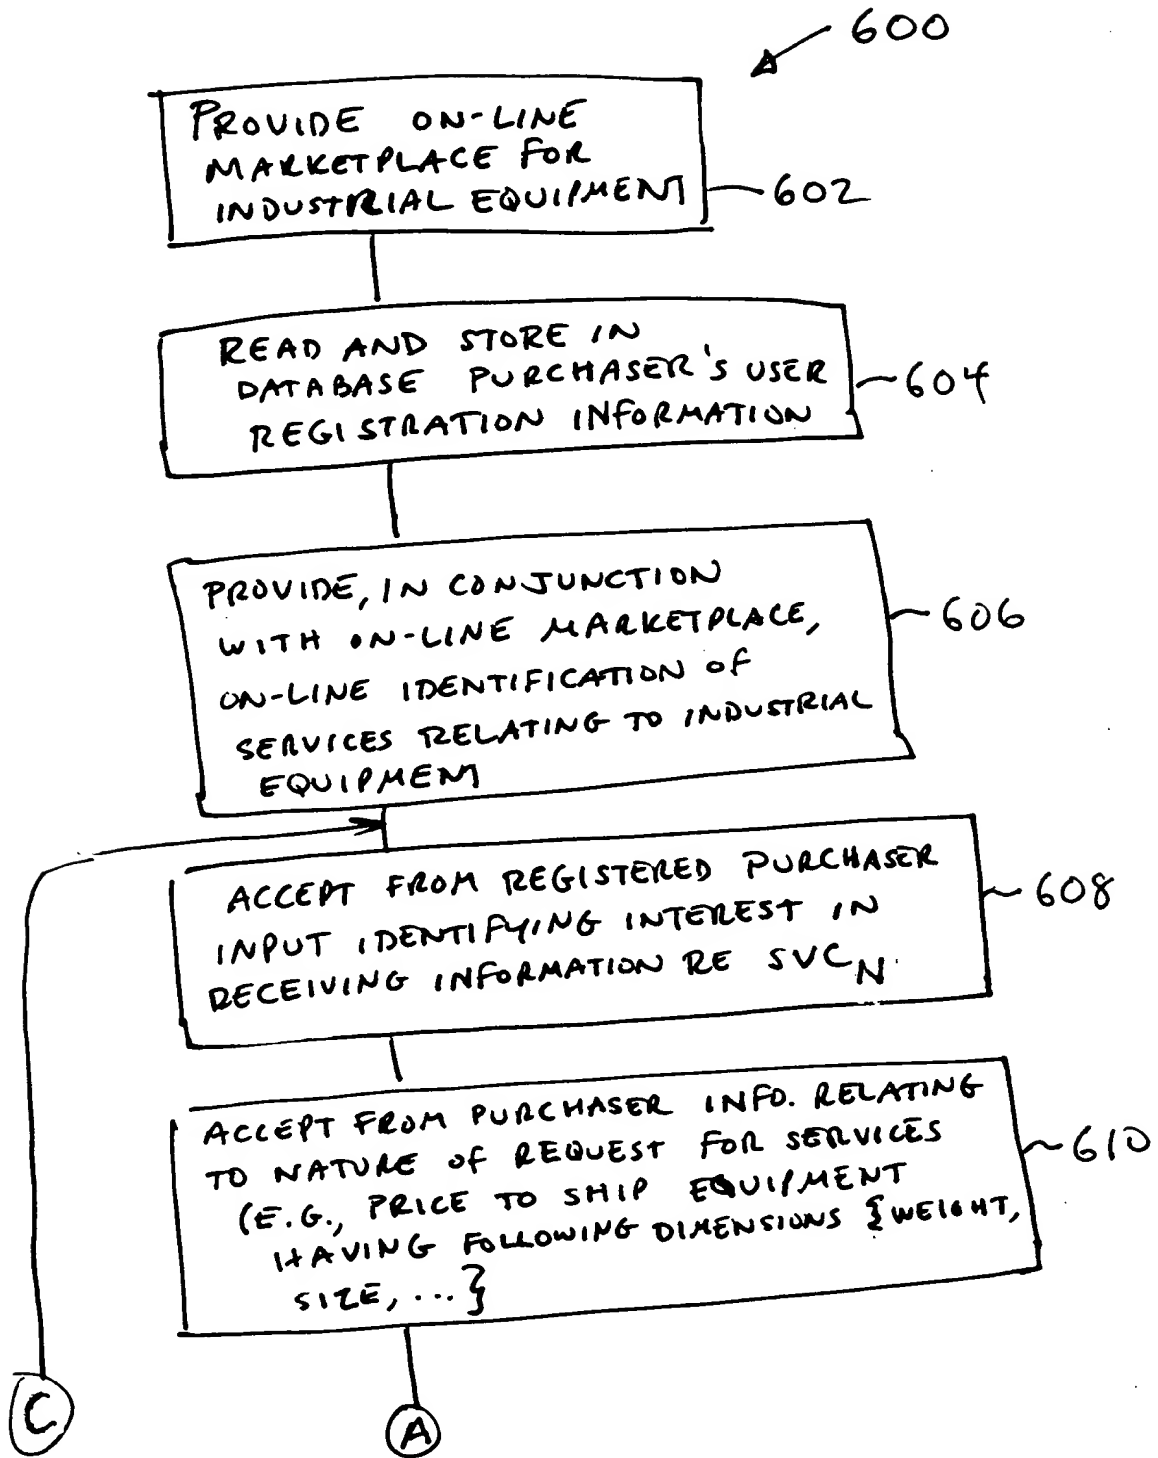 600
PROVIDE ON-LINE
MARKETPLACE FOR
INDUSTRIAL EQUIPMENT
602
READ AND STORE IN
DATABASE PURCHASER'S USER
REGISTRATION INFORMATION
604
PROVIDE, IN CONJUNCTION
WITH ON-LINE MARKETPLACE,
ON-LINE IDENTIFICATION OF
SERVICES RELATING TO INDUSTRIAL
EQUIPMENT
606
ACCEPT FROM REGISTERED PURCHASER
INPUT IDENTIFYING INTEREST IN
RECEIVING INFORMATION RE SVC_N.
608
ACCEPT FROM PURCHASER INFO. RELATING
TO NATURE OF REQUEST FOR SERVICES
(E.G., PRICE TO SHIP EQUIPMENT
HAVING FOLLOWING DIMENSIONS {WEIGHT,
SIZE, ...}
610
C
A